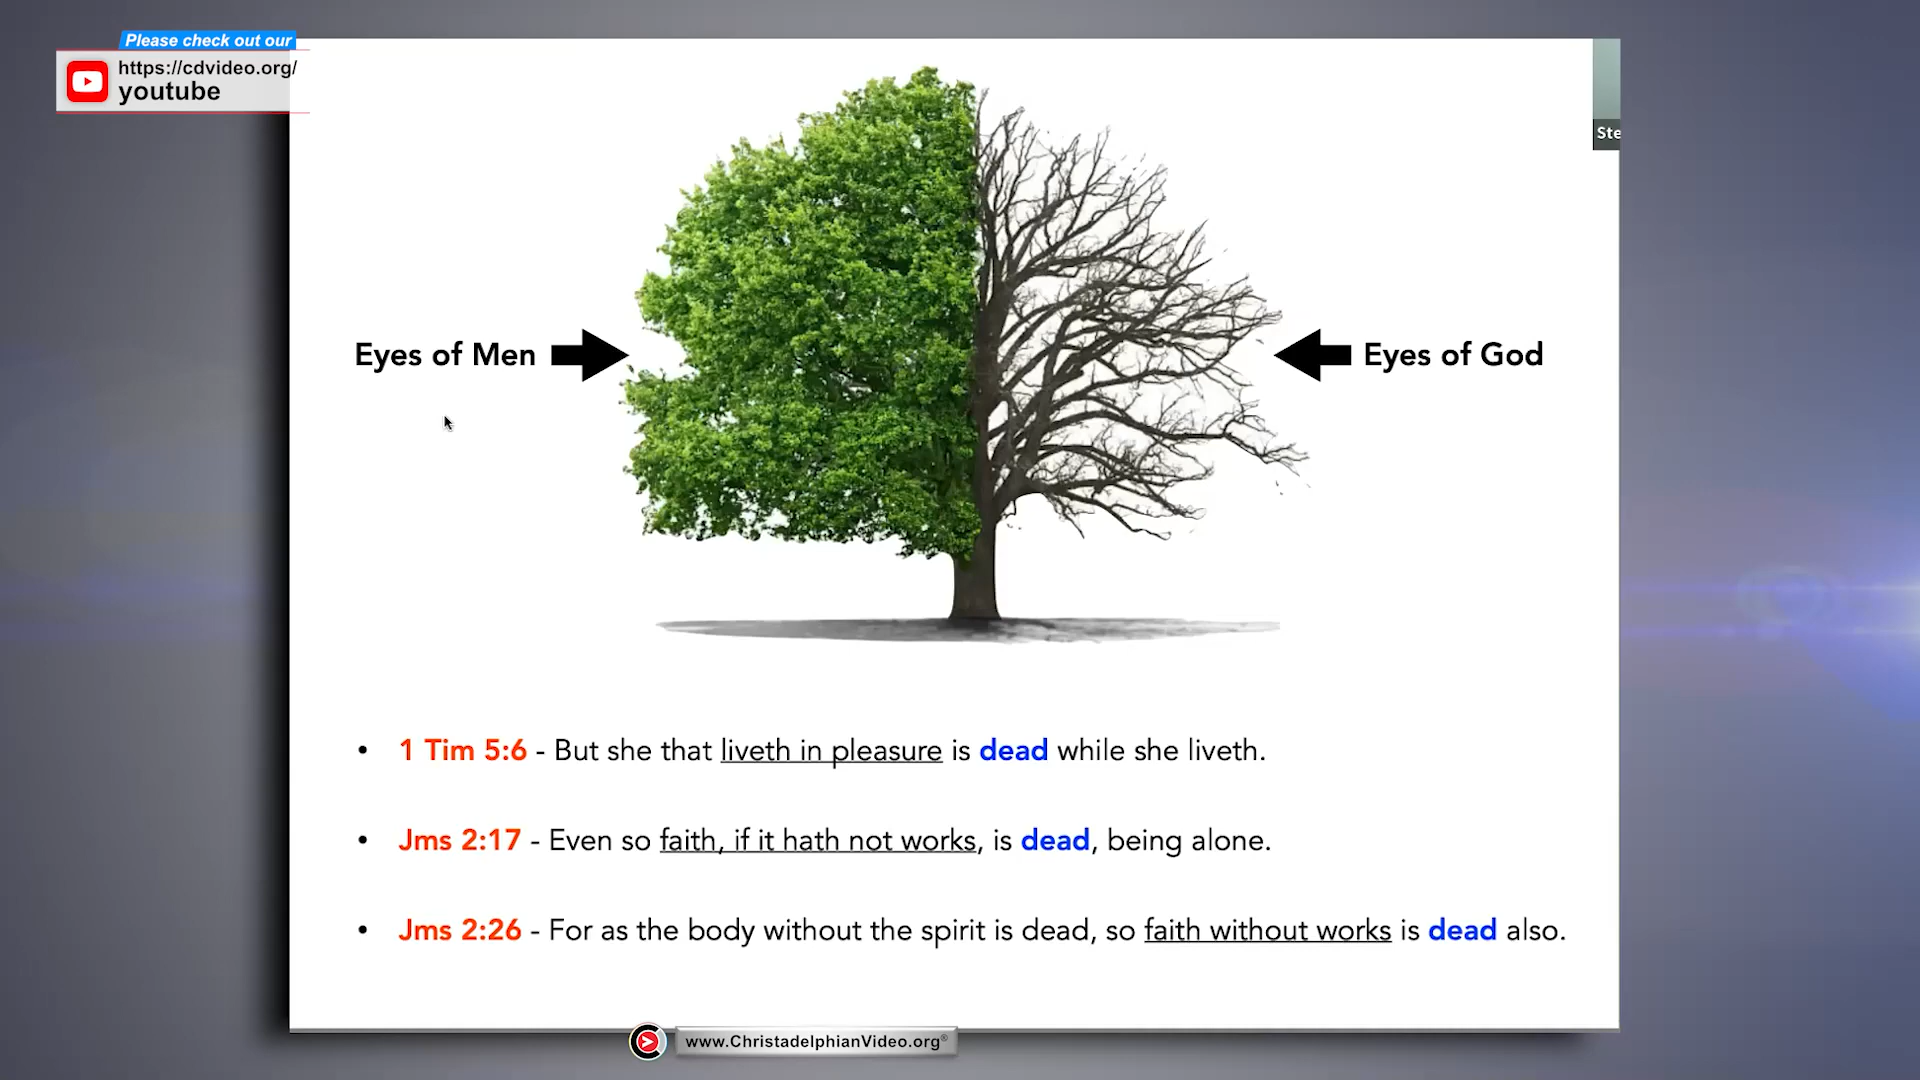 Please check out our
https://cdvideo.org/
youtube
Ste
Eyes of Men
Eyes of God
• 1 Tim 5:6 - But she that liveth in pleasure is dead while she liveth.
• Jms 2:17 - Even so faith, if it hath not works, is dead, being alone.
• Jms 2:26 - For as the body without the spirit is dead, so faith without works is dead also.
www.ChristadelphianVideo.org®